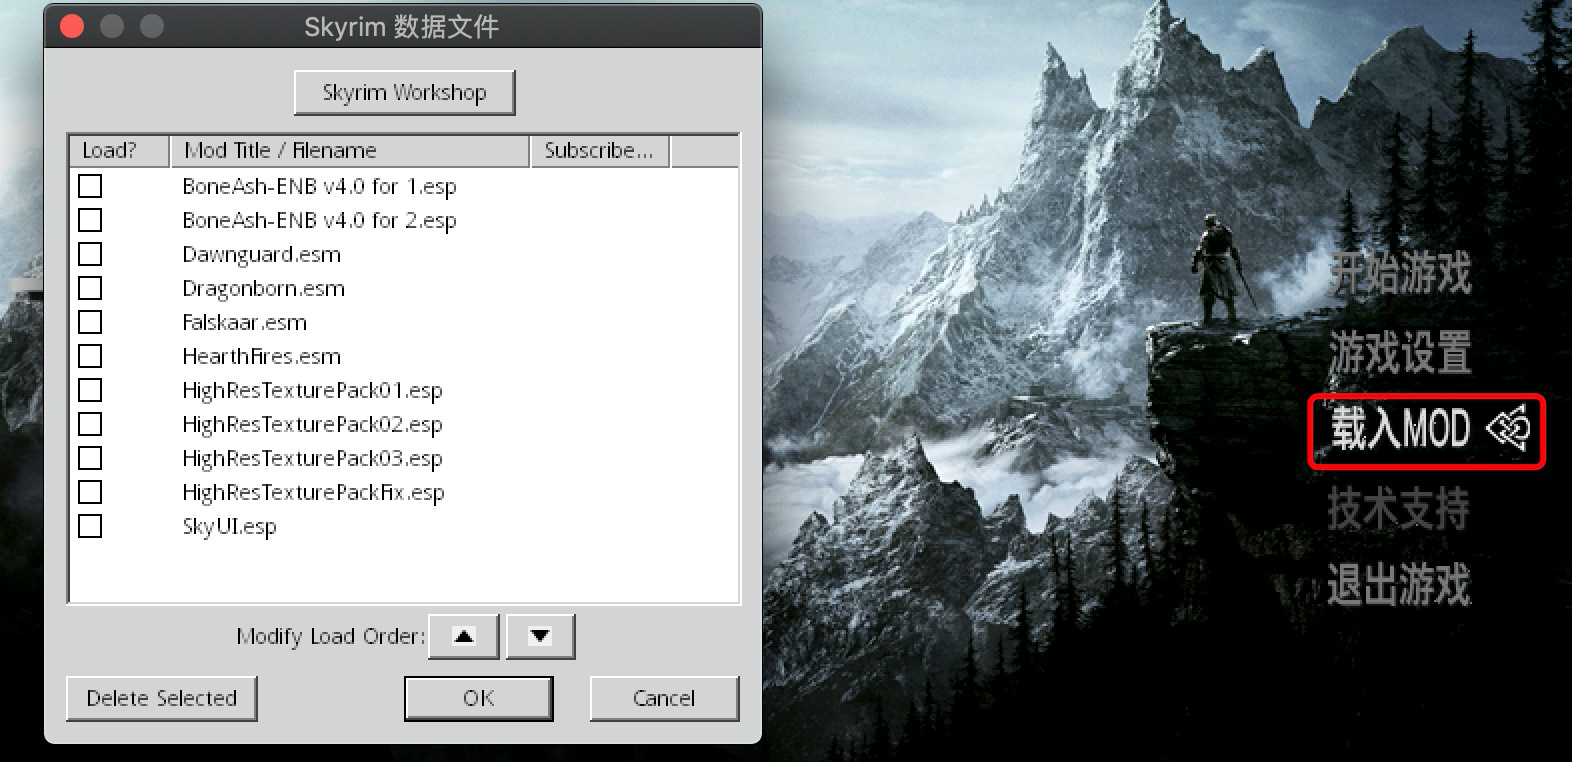 Skyrim 数据文件
Skyrim Workshop
Load? Mod Title / Filename Subscribe...
BoneAsh-ENB v4.0 for 1.esp
BoneAsh-ENB v4.0 for 2.esp
Dawnguard.esm
Dragonborn.esm
Falskaar.esm
HearthFires.esm
HighResTexturePack01.esp
HighResTexturePack02.esp
HighResTexturePack03.esp
HighResTexturePackFix.esp
SkyUI.esp
Modify Load Order:
Delete Selected OK Cancel
开始游戏
游戏设置
载入MOD
技术支持
退出游戏